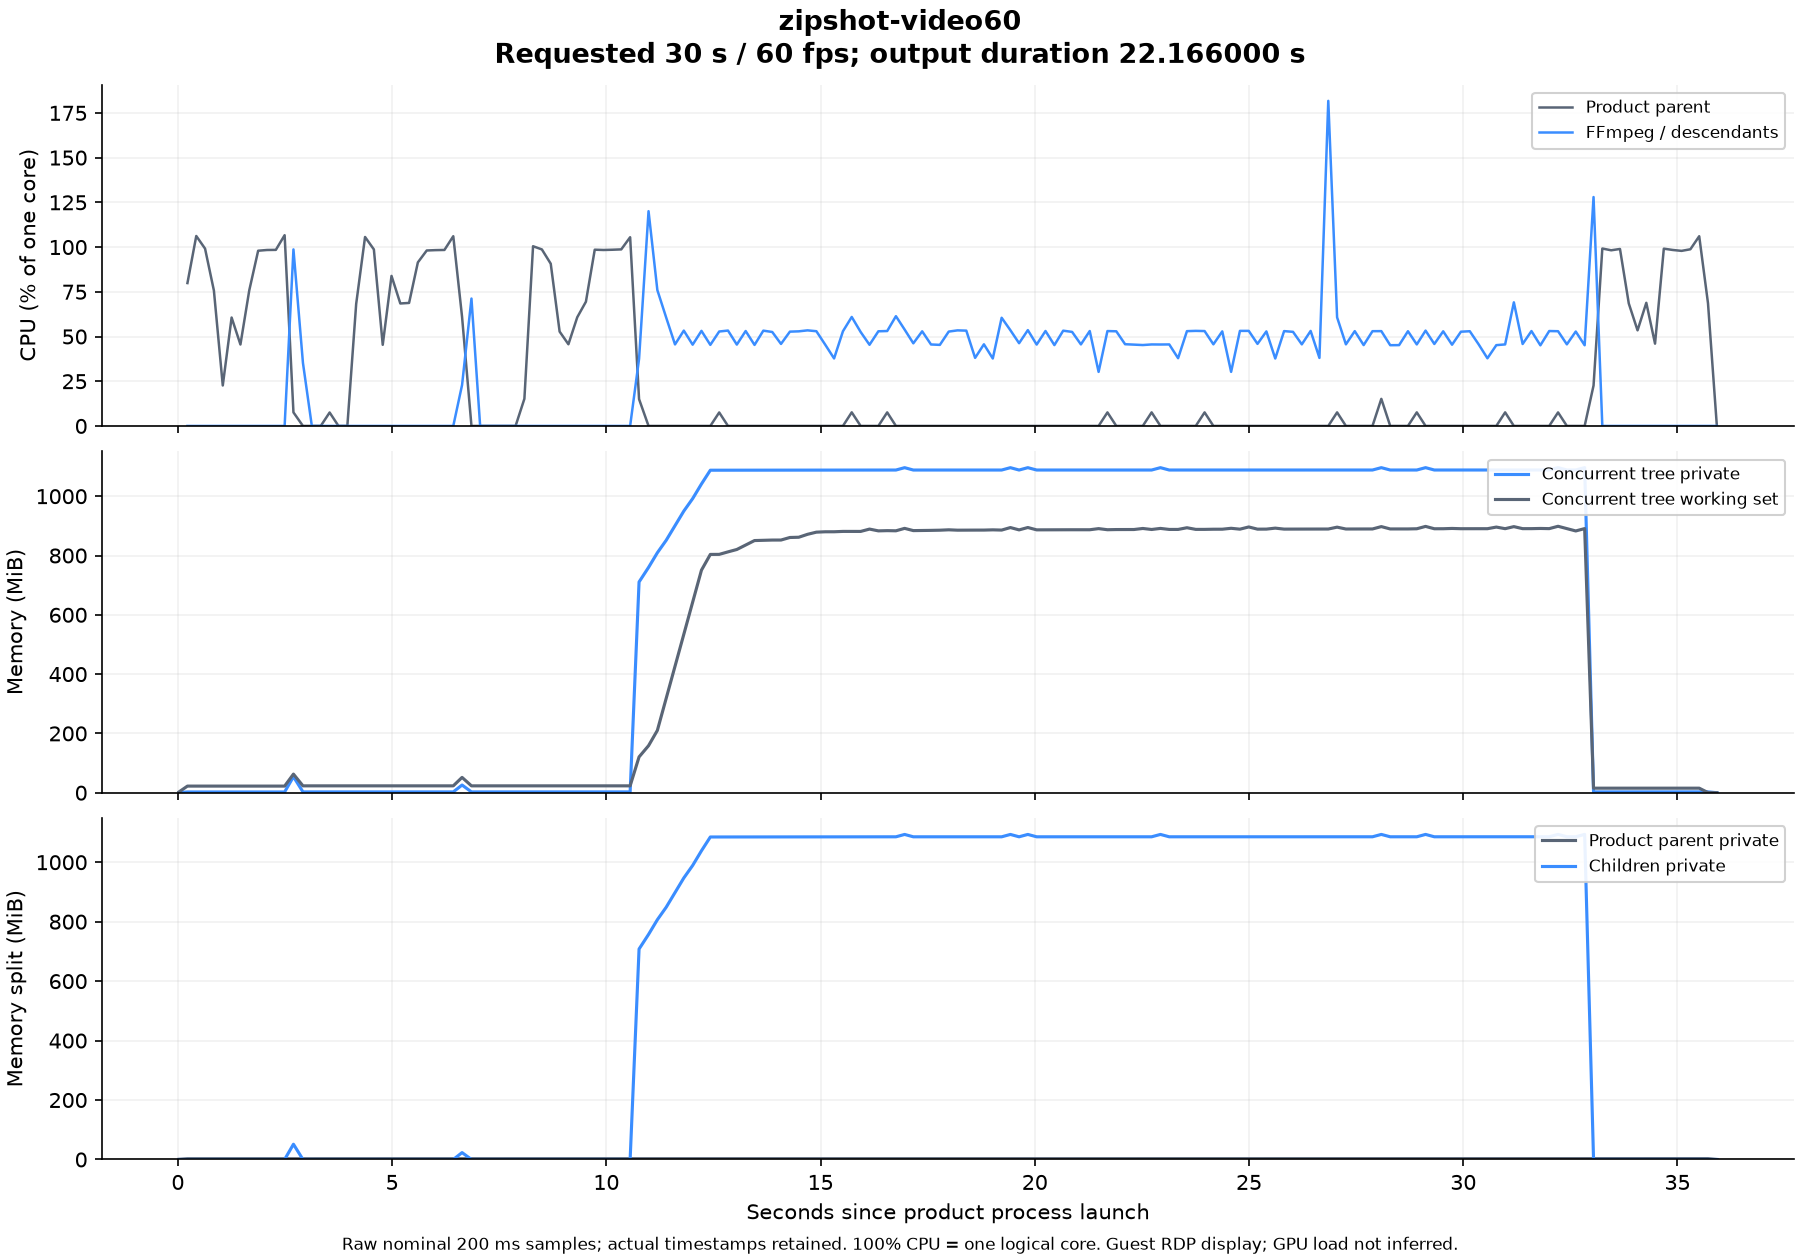 zipshot-video60
Requested 30 s / 60 fps; output duration 22.166000 s
CPU (% of one core)
175
150
125
100
75
50
25
0
Product parent
FFmpeg / descendants
Memory (MiB)
1000
800
600
400
200
0
Concurrent tree private
Concurrent tree working set
Memory split (MiB)
1000
800
600
400
200
0
Product parent private
Children private
0 5 10 15 20 25 30 35
Seconds since product process launch
Raw nominal 200 ms samples; actual timestamps retained. 100% CPU = one logical core. Guest RDP display; GPU load not inferred.